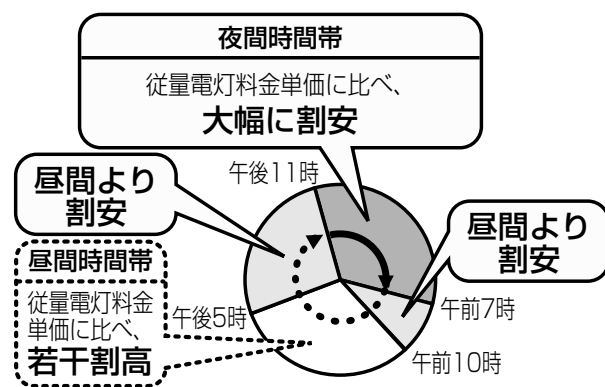 夜間時間帯
従量電灯料金単価に比べ、
大幅に割安
昼間より
割安
午後11時
昼間より
割安
昼間時間帯
従量電灯料金
単価に比べ、
若干割高
午後5時
午前7時
午前10時